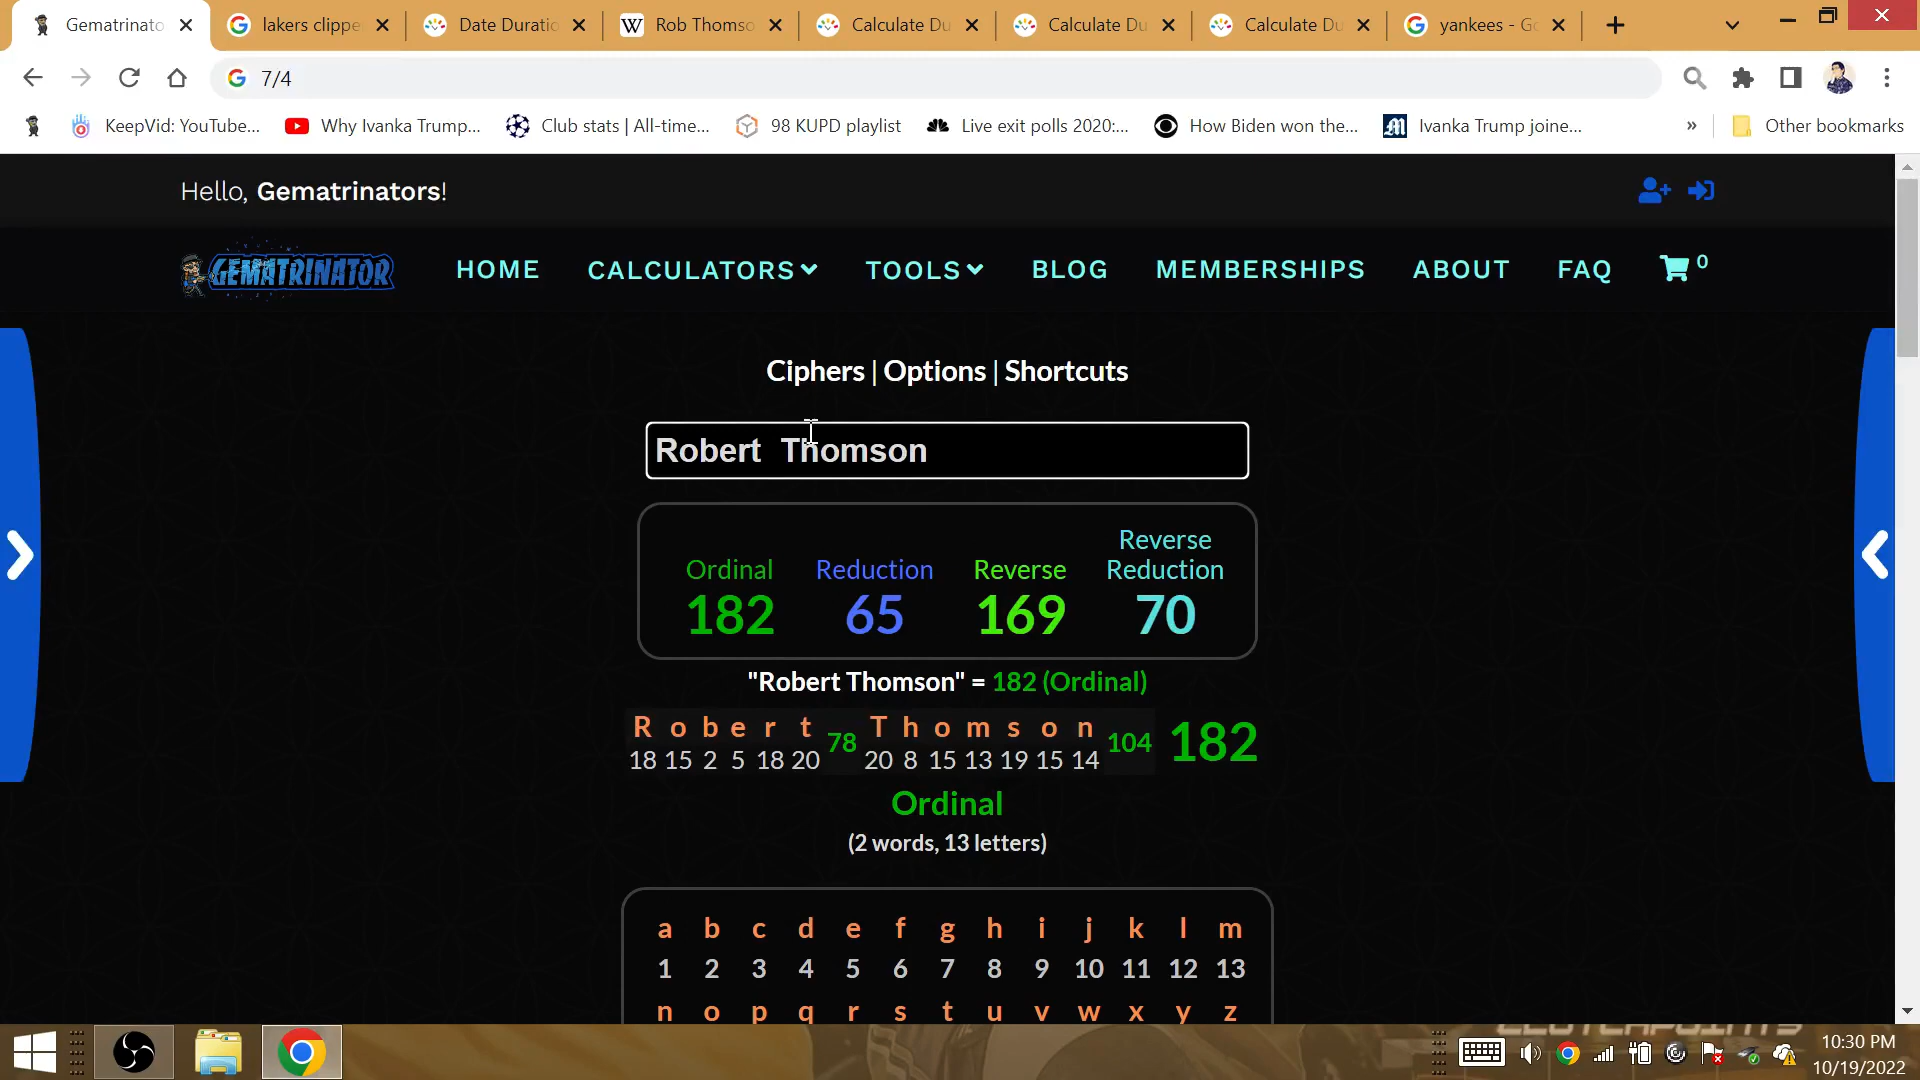 Gematrinato
lakers clippe
Date Duratio
Rob Thomso
Calculate Du
Calculate Du
Calculate Du
yankees - Go
7/4
KeepVid: YouTube...
Why Ivanka Trump...
Club stats | All-time...
98 KUPD playlist
Live exit polls 2020:...
How Biden won the...
Ivanka Trump joine...
»
Other bookmarks
Hello, Gematrinators!
GEMATRINATOR
HOME
CALCULATORS
TOOLS
BLOG
MEMBERSHIPS
ABOUT
FAQ
0
Ciphers | Options | Shortcuts
Robert Thomson
Ordinal
182
Reduction
65
Reverse
169
Reverse
Reduction
70
"Robert Thomson" = 182 (Ordinal)
R o b e r t 78 T h o m s o n 104 182
18 15 2 5 18 20 20 8 15 13 19 15 14
Ordinal
(2 words, 13 letters)
a b c d e f g h i j k l m
1 2 3 4 5 6 7 8 9 10 11 12 13
n o p q r s t u v w x y z
CLUTCHPOINTS
10:30 PM
10/19/2022